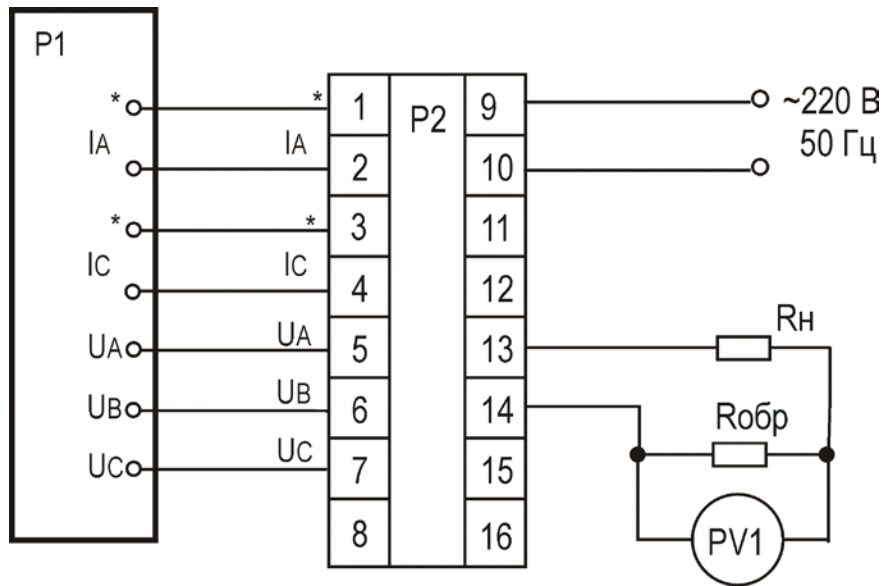 P1
P2
* * 1 9 ~220 В
IA IA 50 Гц
2 10
* * 3 11
IC IC
4 12
UA UA 5 13 Rн
UB UB 6 14 Rобр
UC UC 7 15
8 16 PV1